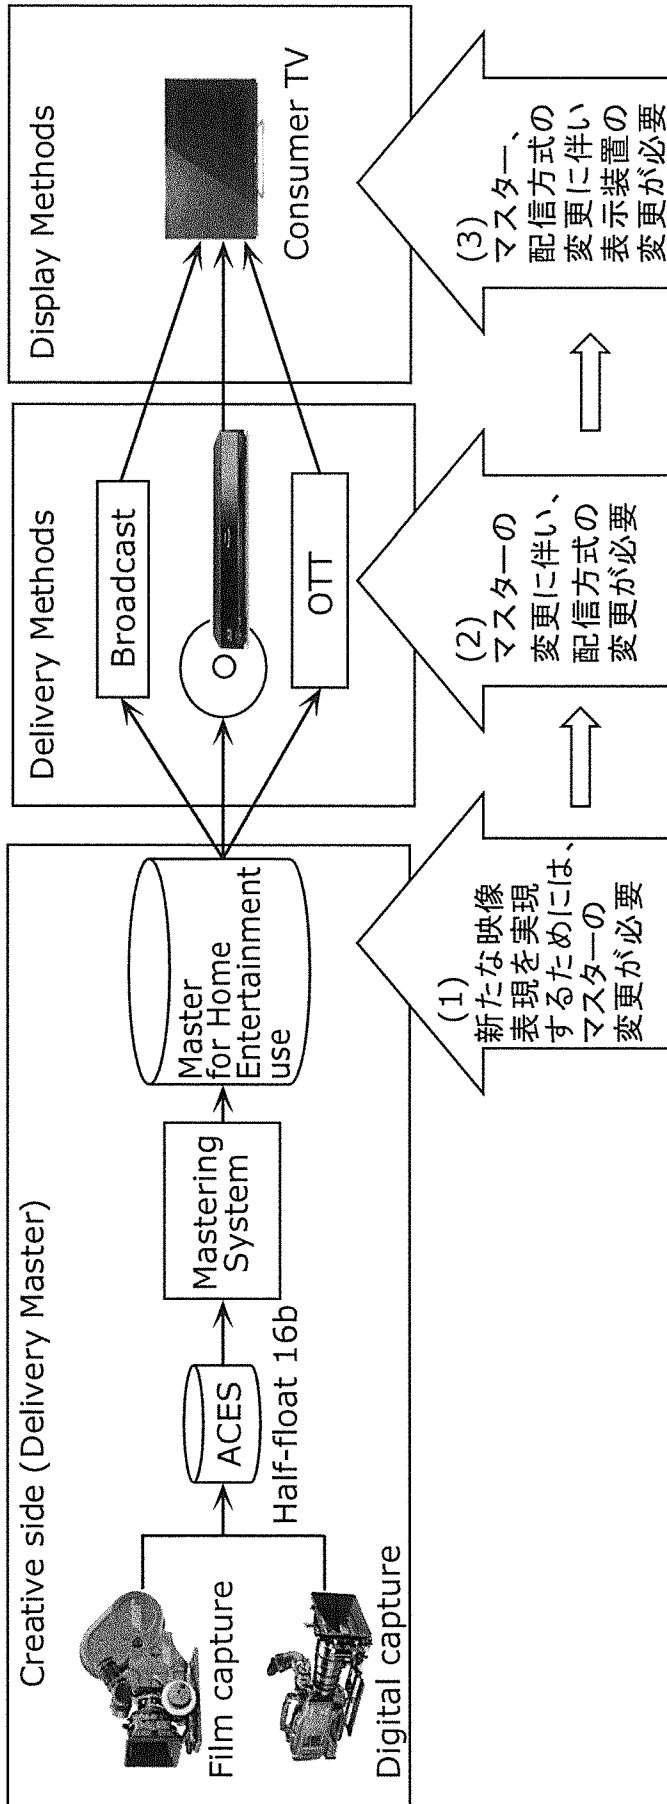 Creative side (Delivery Master)
Film capture
Digital capture
ACES
Half-float 16b
Mastering
System
Master
for Home
Entertainment
use
Delivery Methods
Broadcast
OTT
Display Methods
Consumer TV
(1)
新たな映像
表現を実現
するためには、
マスターの
変更が必要
(2)
マスターの
変更に伴い、
配信方式の
変更が必要
(3)
マスター、
配信方式の
変更に伴い
表示装置の
変更が必要